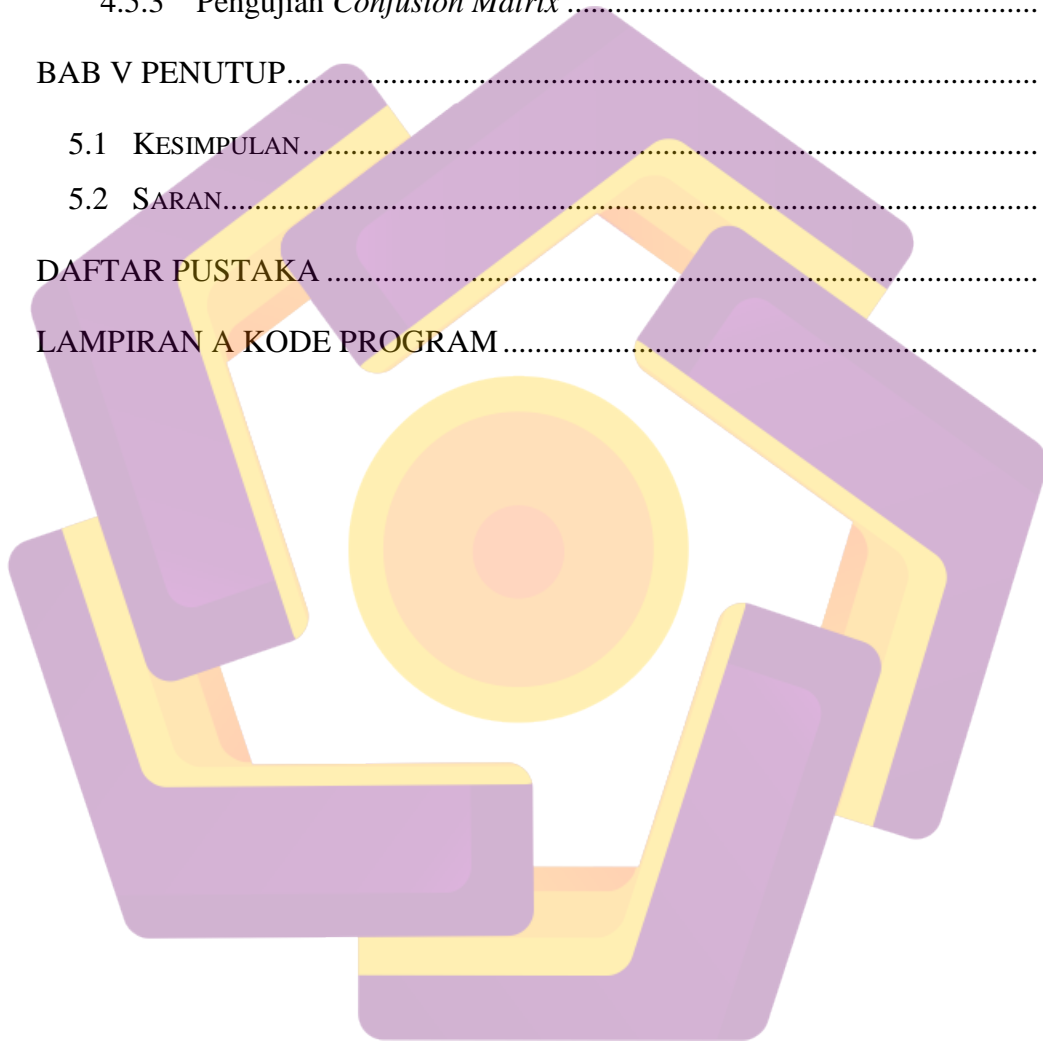 4.5.3 Pengujian Confusion Matrix ........................................................
BAB V PENUTUP.........................................................................................
5.1 KESIMPULAN.......................................................................................
5.2 SARAN.................................................................................................
DAFTAR PUSTAKA ....................................................................................
LAMPIRAN A KODE PROGRAM ...............................................................